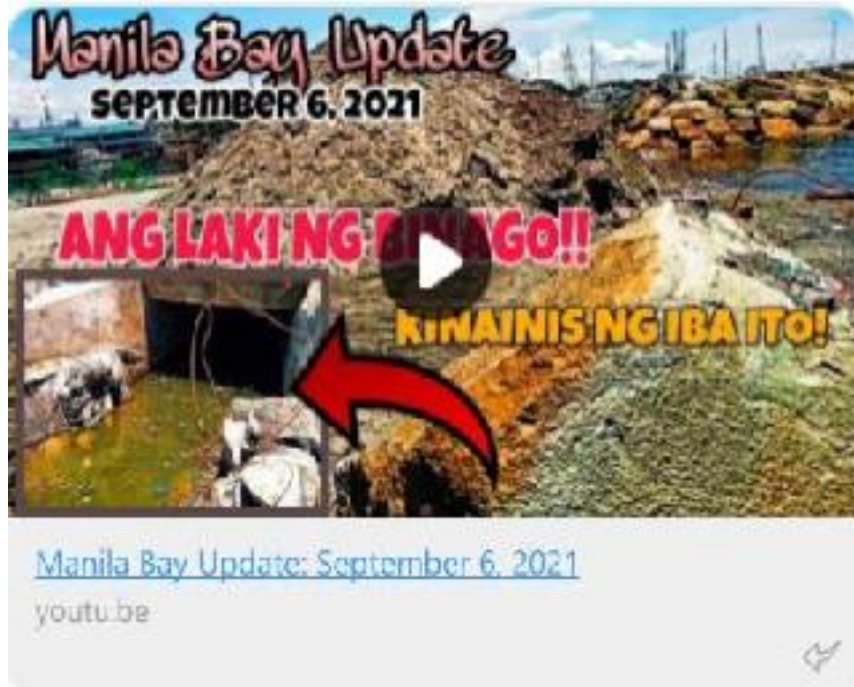 Manila Bay Update
SEPTEMBER 6, 2021
ANG LAKI NG BINAGO!!
KINAINIS NG IBA ITO!
Manila Bay Update: September 6, 2021
youtu.be